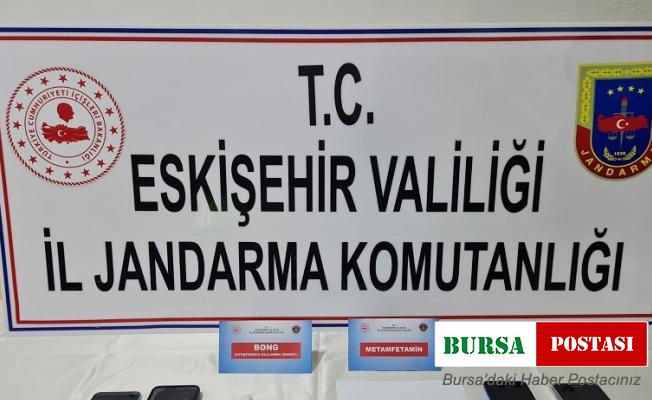 T.C.
ESKİŞEHİR VALİLİĞİ
İL JANDARMA KOMUTANLIĞI
TÜRKİYE CUMHURİYETİ İÇİŞLERİ BAKANLIĞI
JANDARMA
1839
BONG
METAMFETAMİN
BURSA POSTASI
Bursa'daki Haber Postacınız